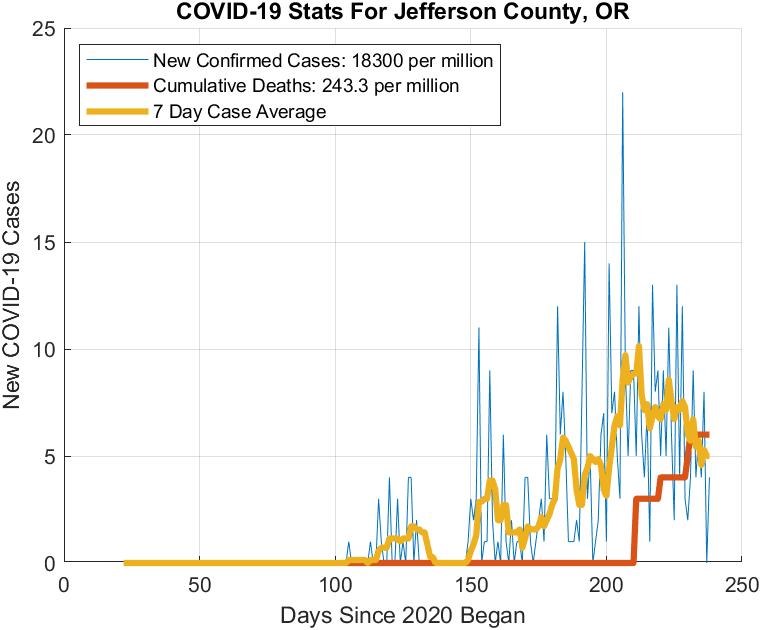 COVID-19 Stats For Jefferson County, OR
25
New Confirmed Cases: 18300 per million
Cumulative Deaths: 243.3 per million
7 Day Case Average
20
15
10
5
0
New COVID-19 Cases
0 50 100 150 200 250
Days Since 2020 Began